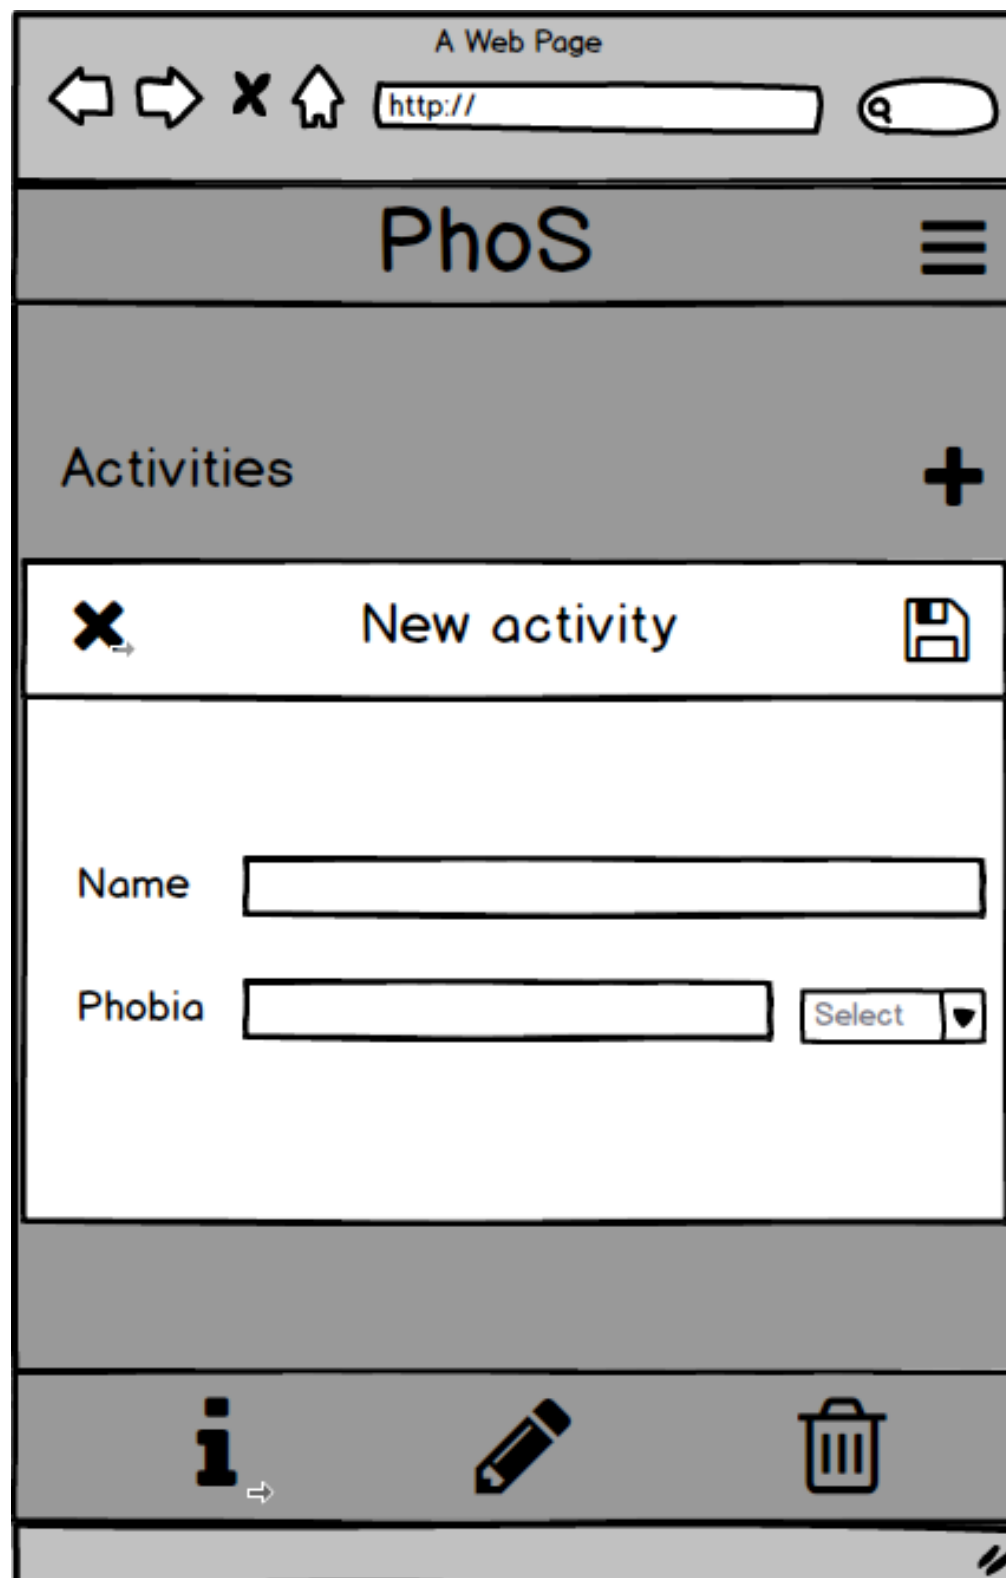 A Web Page
http://
PhoS
Activities
New activity
Name
Phobia
Select